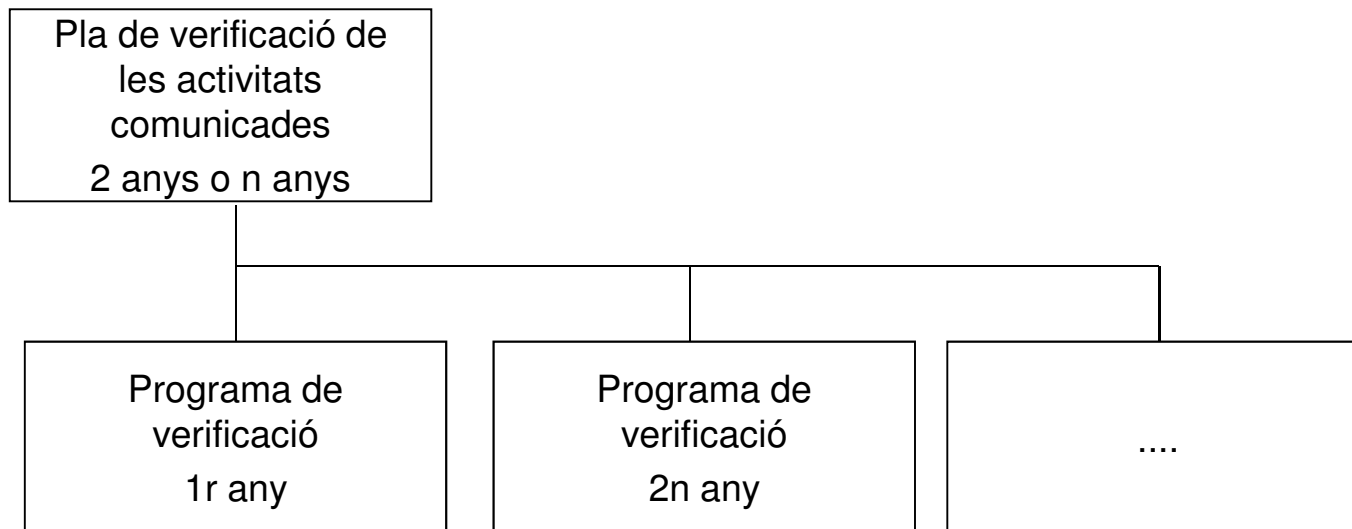 Pla de verificació de
les activitats
comunicades
2 anys o n anys
Programa de
verificació
1r any
Programa de
verificació
2n any
....